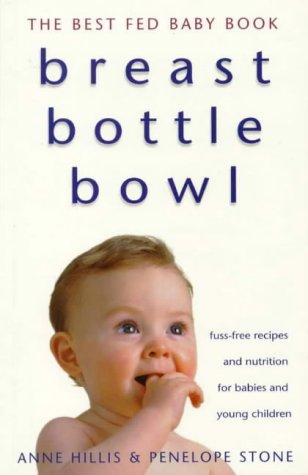 THE BEST FED BABY BOOK
breast
bottle
bowl
fuss-free recipes
and nutrition
for babies and
young children
ANNE HILLIS & PENELOPE STONE